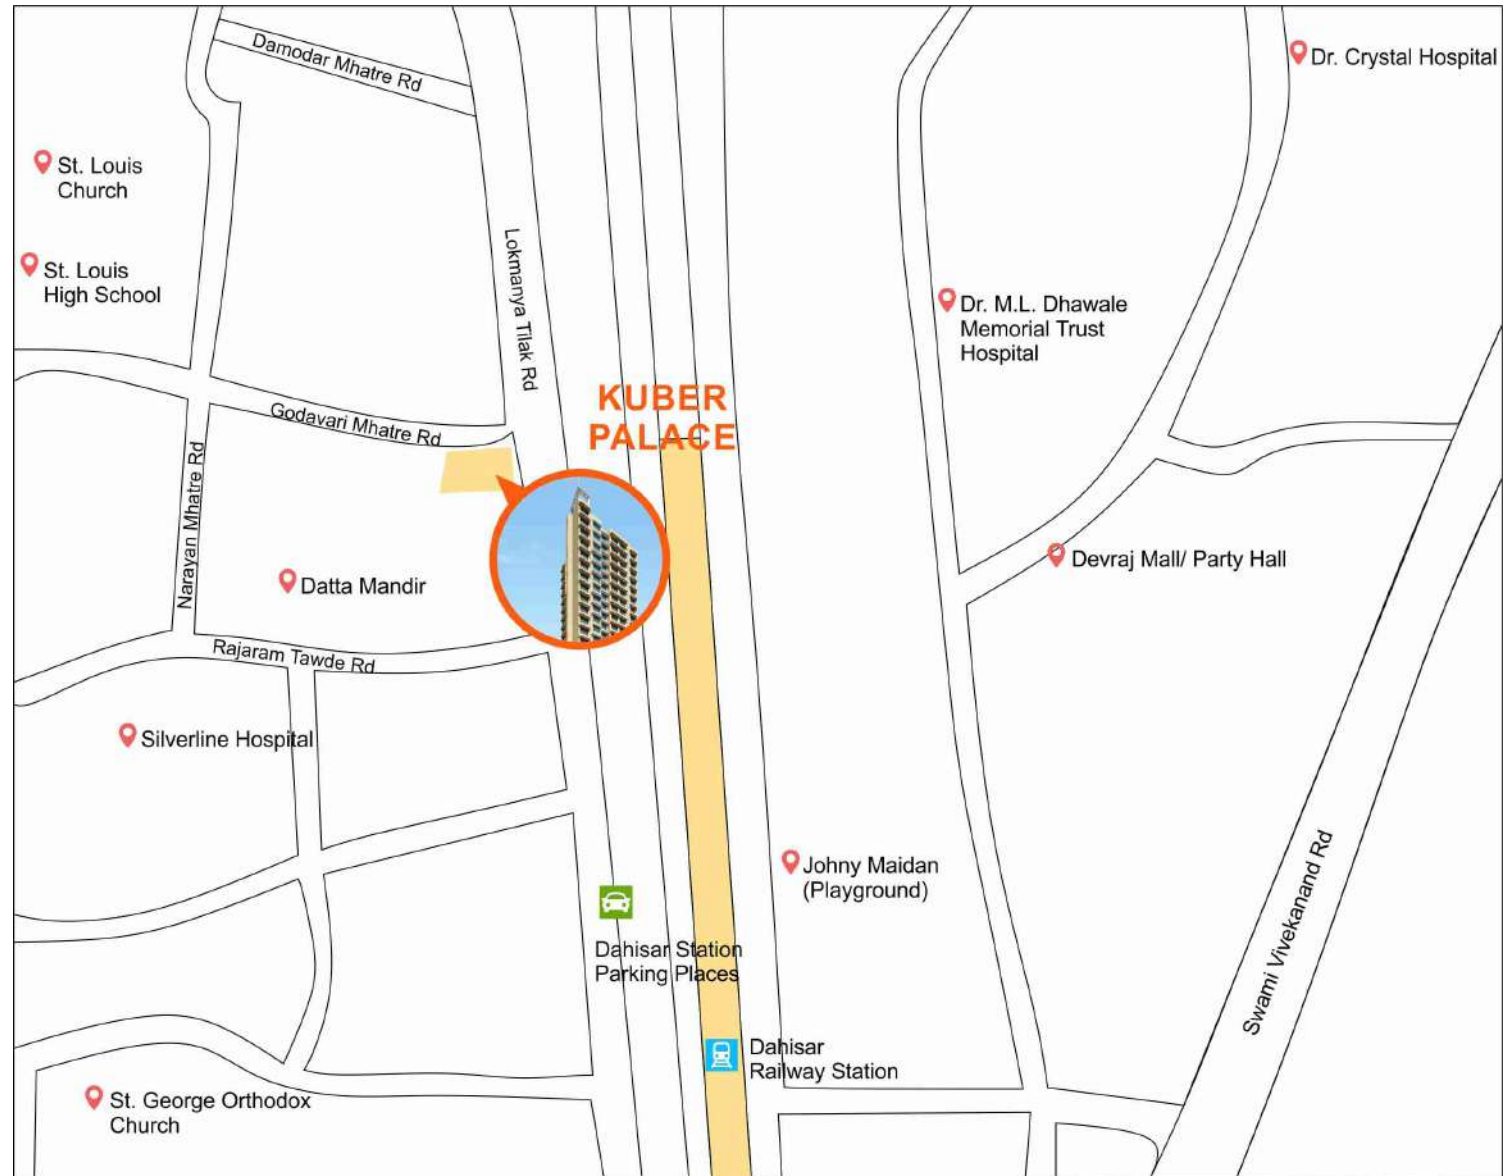 Damodar Mhatre Rd
Dr. Crystal Hospital
St. Louis
Church
St. Louis
High School
Lokmanya Tilak Rd
Dr. M.L. Dhawale
Memorial Trust
Hospital
KUBER
PALACE
Godavari Mhatre Rd
Narayan Mhatre Rd
Datta Mandir
Devraj Mall/ Party Hall
Rajaram Tawde Rd
Silverline Hospital
Johny Maidan
(Playground)
Swami Vivekanand Rd
Dahisar Station
Parking Places
Dahisar
Railway Station
St. George Orthodox
Church